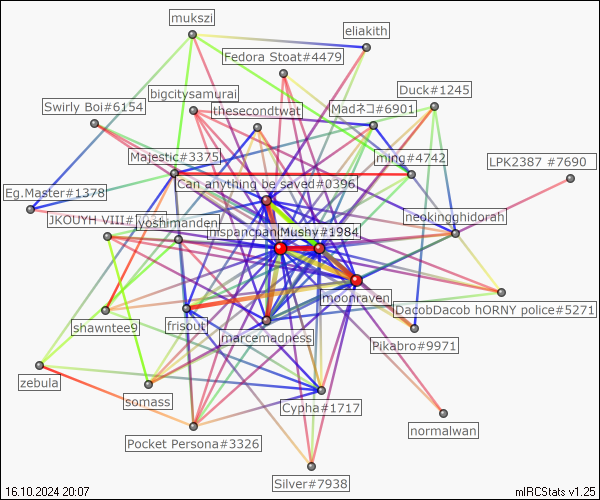 mukszi
eliakith
Fedora Stoat#4479
Duck#1245
bigcitysamurai
Swirly Boi#6154
thesecondtwat
Madネコ#6901
Majestic#3375
ming#4742
LPK2387 #7690
Can anything be saved#0396
Eg.Master#1378
JKOUYH VIII#
yoshimanden
neokingghidorah
Mushy#1984
moonraven
DacobDacob hORNY police#5271
shawntee9
frisout
marcemadness
Pikabro#9971
zebula
somass
Cypha#1717
normalwan
Pocket Persona#3326
Silver#7938
16.10.2024 20:07
mIRCStats v1.25